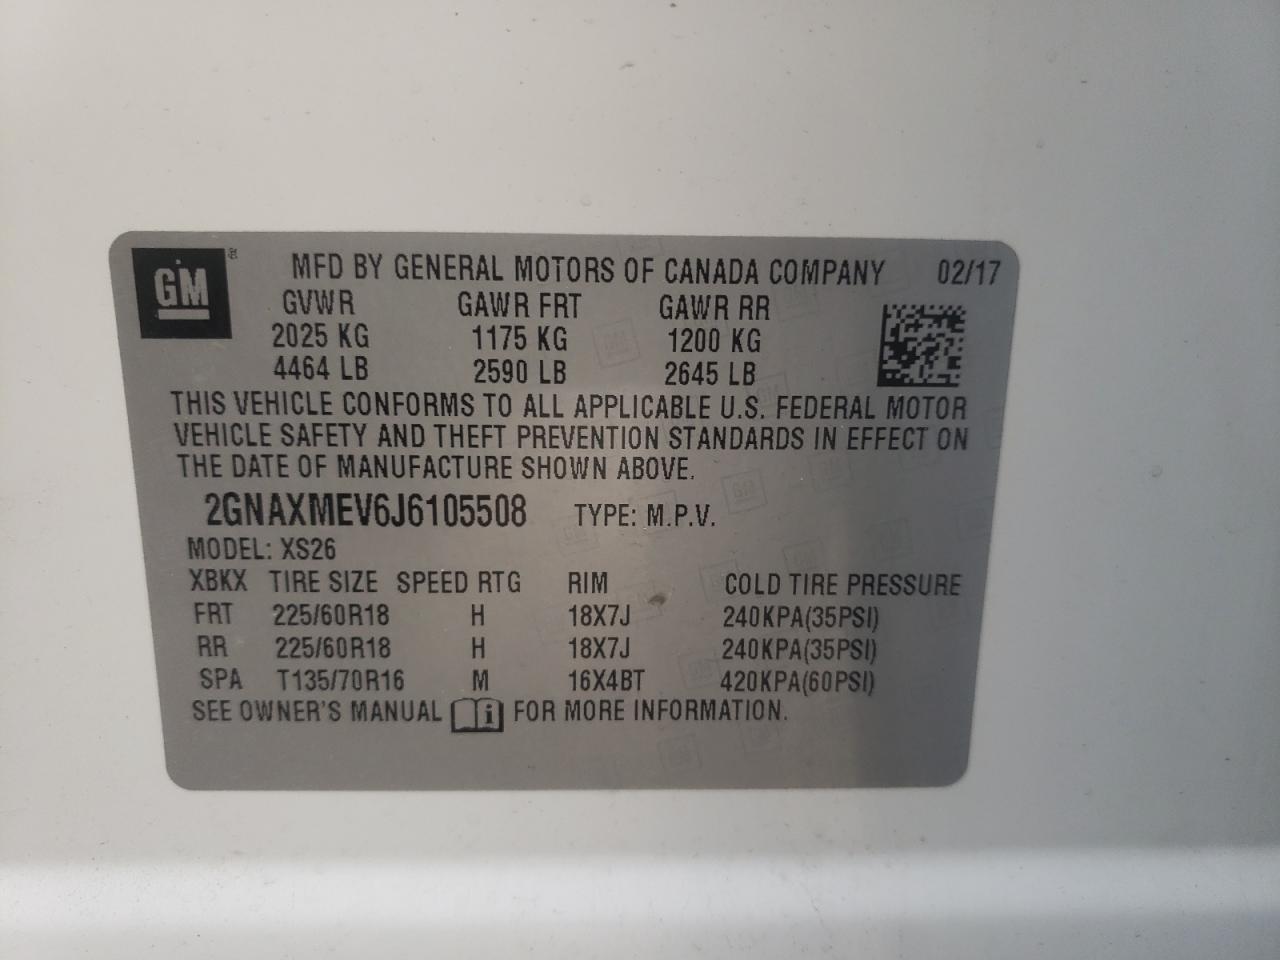 GM
MFD BY GENERAL MOTORS OF CANADA COMPANY 02/17
GVWR GAWR FRT GAWR RR
2025 KG 1175 KG 1200 KG
4464 LB 2590 LB 2645 LB
THIS VEHICLE CONFORMS TO ALL APPLICABLE U.S. FEDERAL MOTOR
VEHICLE SAFETY AND THEFT PREVENTION STANDARDS IN EFFECT ON
THE DATE OF MANUFACTURE SHOWN ABOVE.
2GNAXMEV6J6105508 TYPE: M.P.V.
MODEL: XS26
XBKX TIRE SIZE SPEED RTG RIM COLD TIRE PRESSURE
FRT 225/60R18 H 18X7J 240KPA(35PSI)
RR 225/60R18 H 18X7J 240KPA(35PSI)
SPA T135/70R16 M 16X4BT 420KPA(60PSI)
SEE OWNER'S MANUAL i FOR MORE INFORMATION.